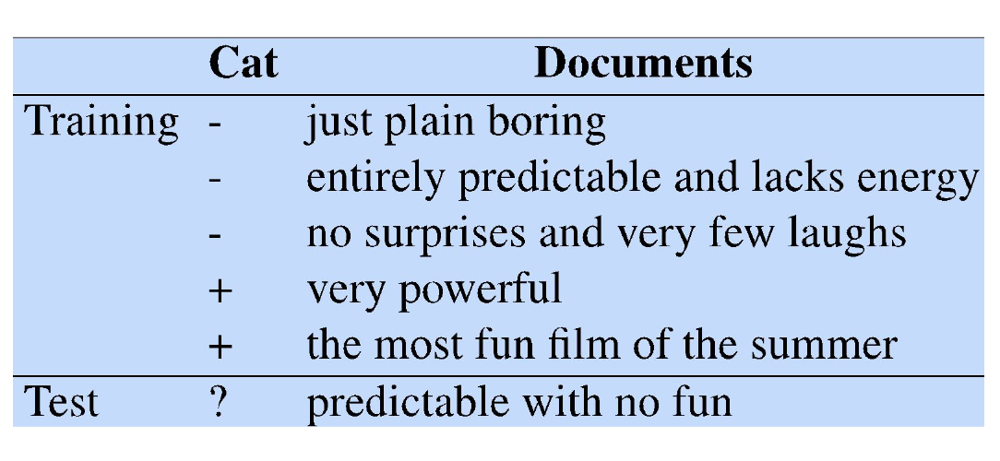 Cat Documents
Training - just plain boring
- entirely predictable and lacks energy
- no surprises and very few laughs
+ very powerful
+ the most fun film of the summer
Test ? predictable with no fun